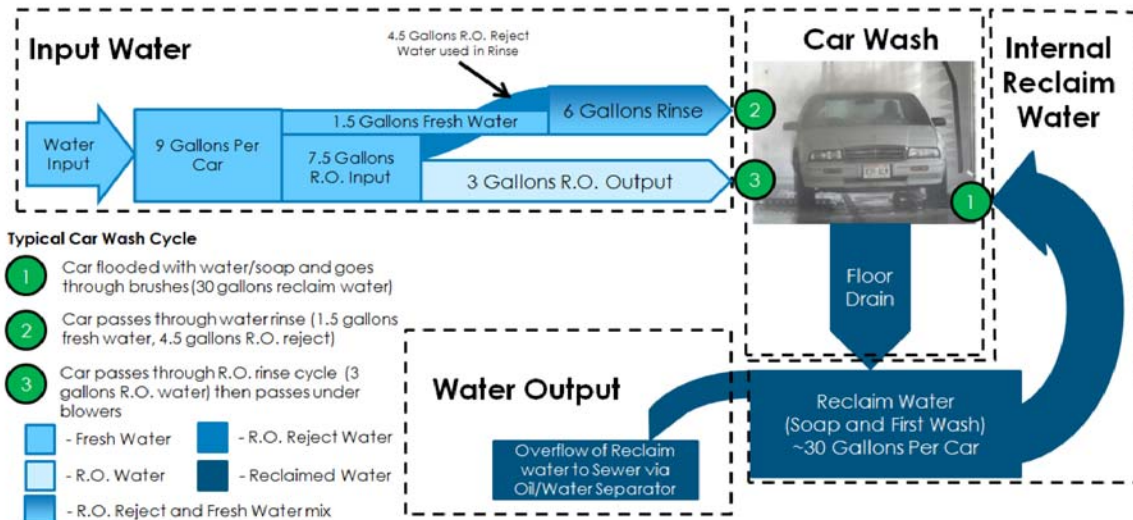 Input Water
4.5 Gallons R.O. Reject
Water used in Rinse
Water
Input
9 Gallons Per
Car
1.5 Gallons Fresh Water
7.5 Gallons
R.O. Input
6 Gallons Rinse
3 Gallons R.O. Output
2
3
Car Wash
1
Internal
Reclaim
Water
Typical Car Wash Cycle
1
Car flooded with water/soap and goes
through brushes (30 gallons reclaim water)
2
Car passes through water rinse (1.5 gallons
fresh water, 4.5 gallons R.O. reject)
3
Car passes through R.O. rinse cycle (3
gallons R.O. water) then passes under
blowers
- Fresh Water
- R.O. Reject Water
- R.O. Water
- Reclaimed Water
- R.O. Reject and Fresh Water mix
Floor
Drain
Water Output
Overflow of Reclaim
water to Sewer via
Oil/Water Separator
Reclaim Water
(Soap and First Wash)
~30 Gallons Per Car